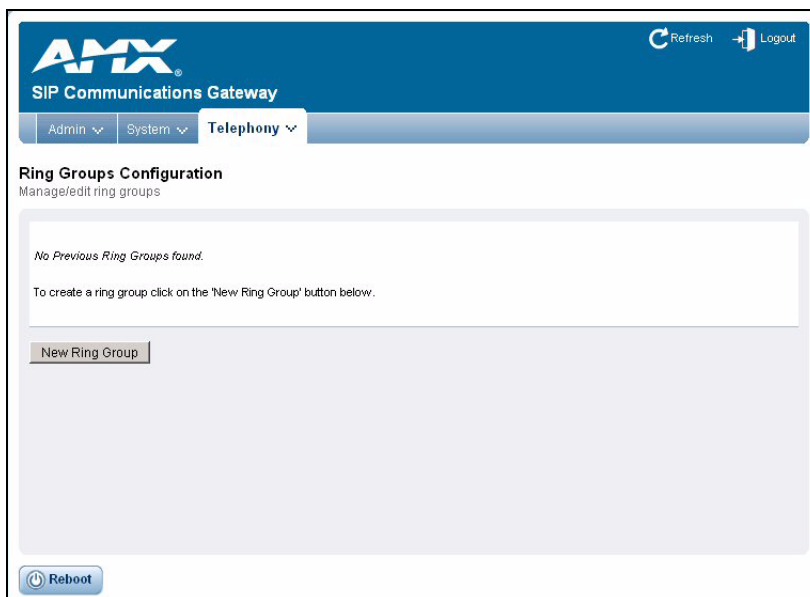 Refresh
Logout
AMX®
SIP Communications Gateway
Admin
System
Telephony
Ring Groups Configuration
Manage/edit ring groups
No Previous Ring Groups found.
To create a ring group click on the 'New Ring Group' button below.
New Ring Group
Reboot